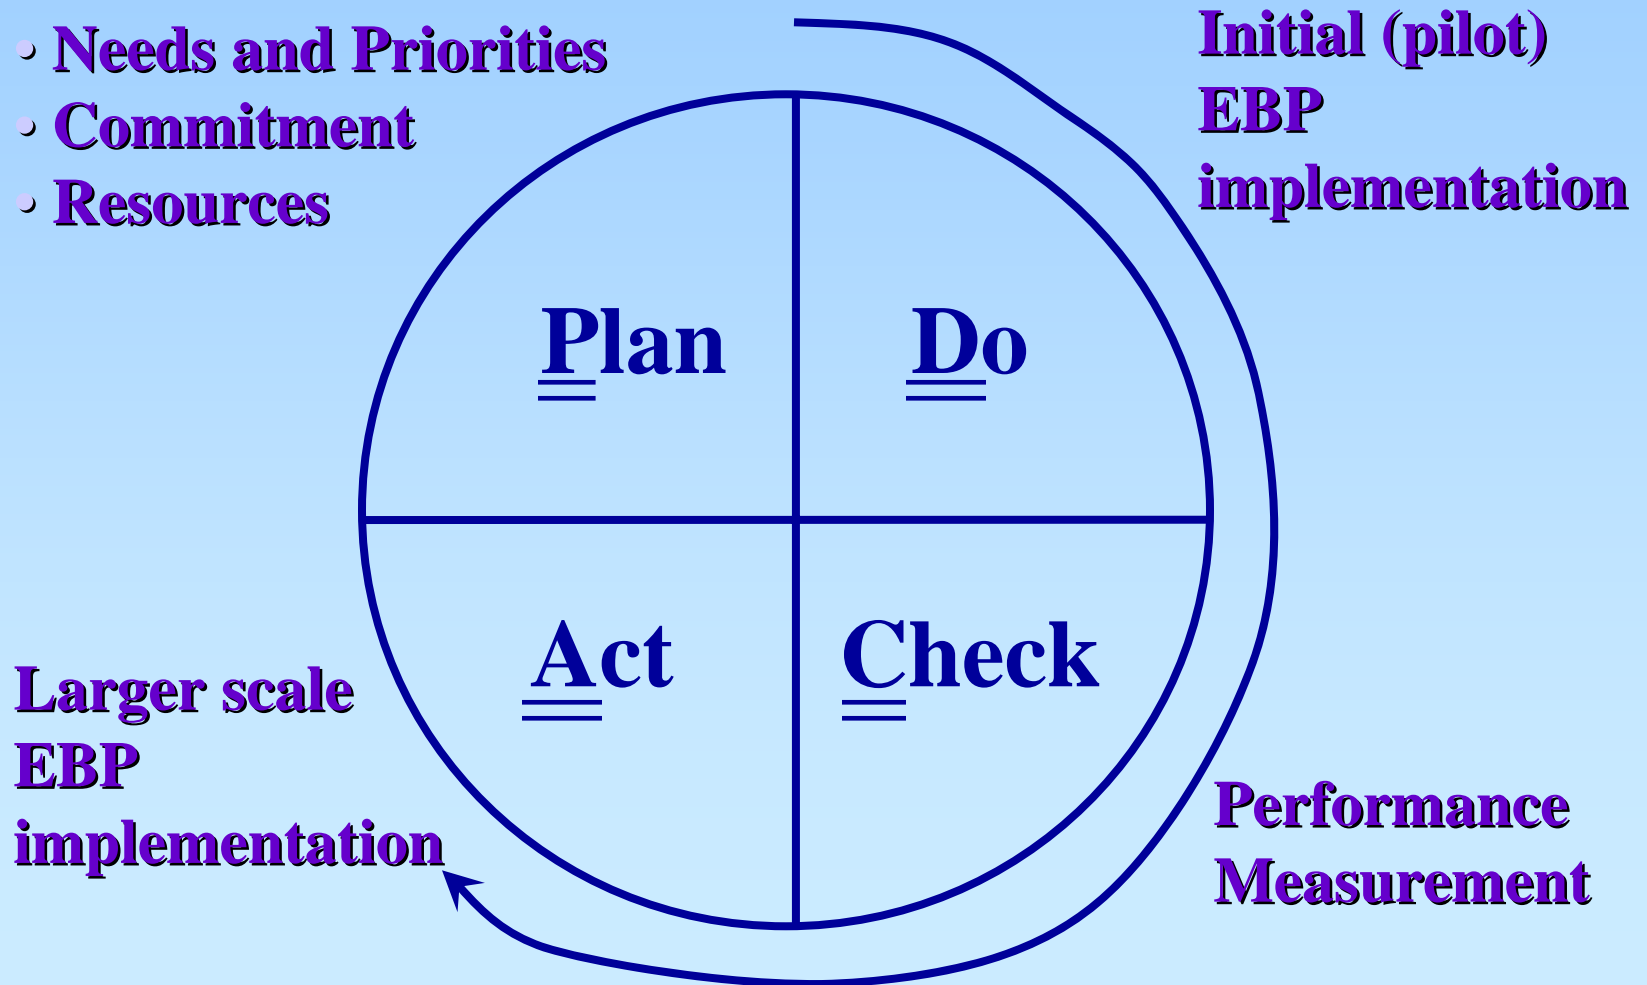 • Needs and Priorities
• Commitment
• Resources
Initial (pilot)
EBP
implementation
Plan
Do
Act
Check
Larger scale
EBP
implementation
Performance
Measurement